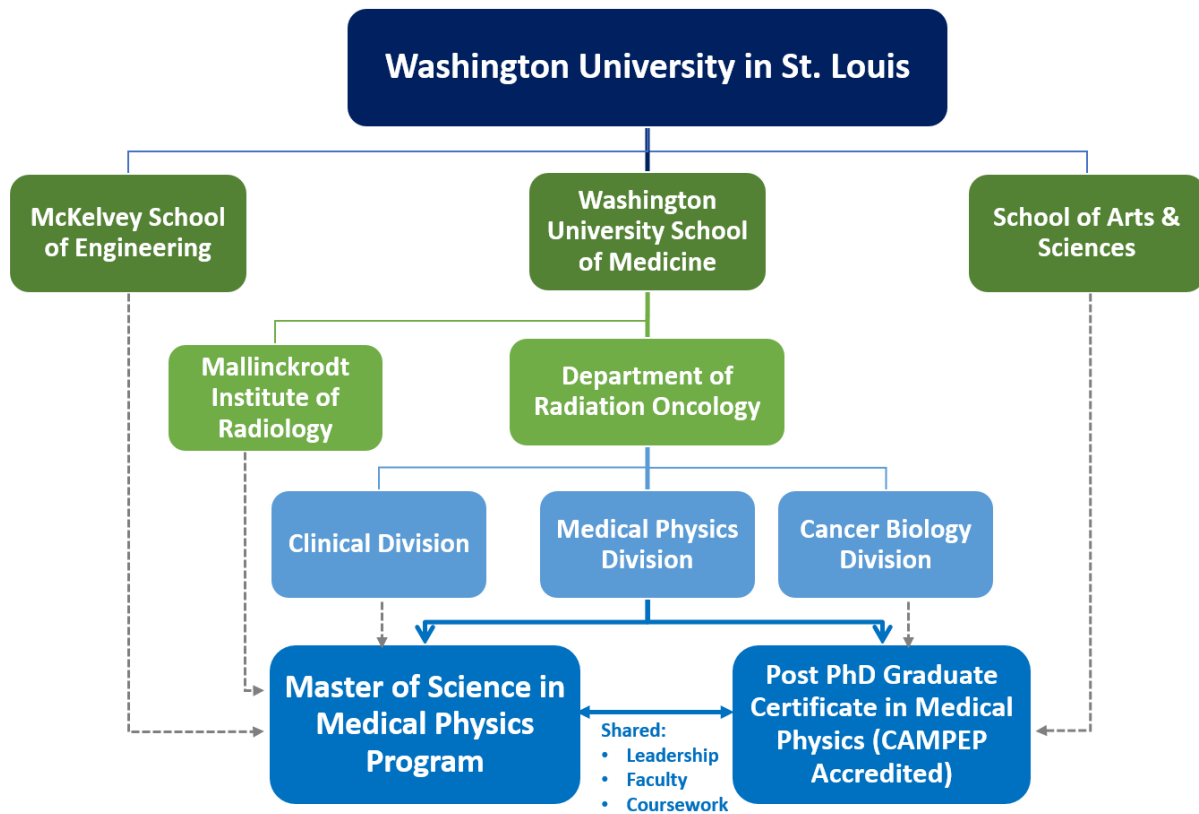 Washington University in St. Louis
McKelvey School
of Engineering
Washington
University School
of Medicine
School of Arts &
Sciences
Mallinckrodt
Institute of
Radiology
Department of
Radiation Oncology
Clinical Division
Medical Physics
Division
Cancer Biology
Division
Master of Science in
Medical Physics
Program
Shared:
• Leadership
• Faculty
• Coursework
Post PhD Graduate
Certificate in Medical
Physics (CAMPEP
Accredited)